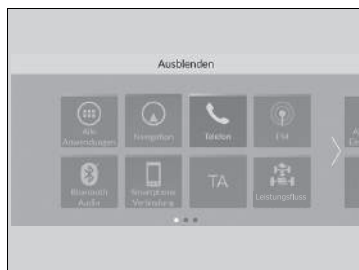 Ausblenden
Alle
Anwendungen
Navigation
Telefon
FM
Bluetooth
Audio
Smartphone
Verbindung
TA
Leistungsfluss